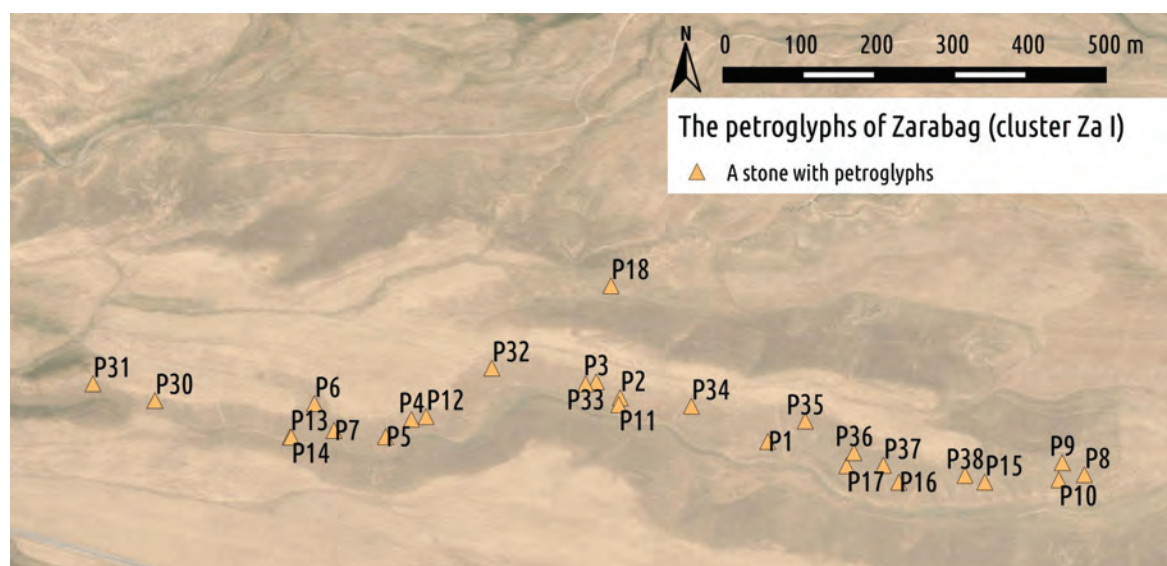 N
0 100 200 300 400 500 m
The petroglyphs of Zarabag (cluster Za I)
A stone with petroglyphs
P18
P32
P31
P30
P3
P33
P2
P11
P34
P6
P13
P14
P7
P4
P12
P5
P35
P1
P36
P17
P37
P16
P38
P15
P9
P8
P10